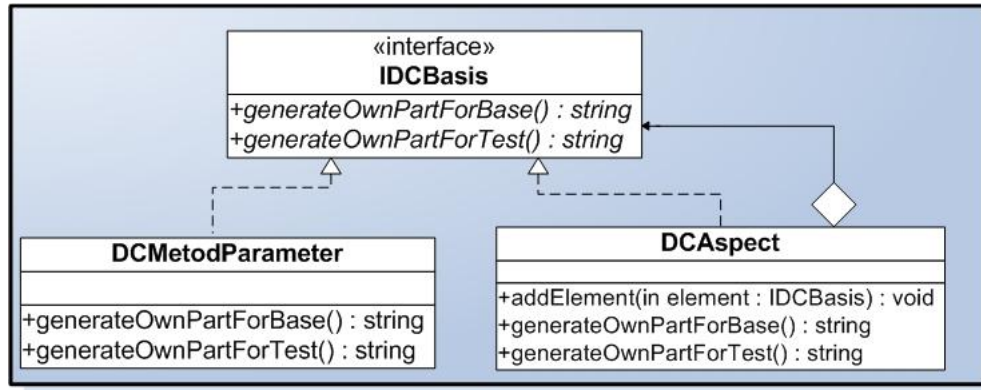 «interface»
IDCBasis
+generateOwnPartForBase() : string
+generateOwnPartForTest() : string
DCMetodParameter
+generateOwnPartForBase() : string
+generateOwnPartForTest() : string
DCAspect
+addElement(in element : IDCBasis) : void
+generateOwnPartForBase() : string
+generateOwnPartForTest() : string